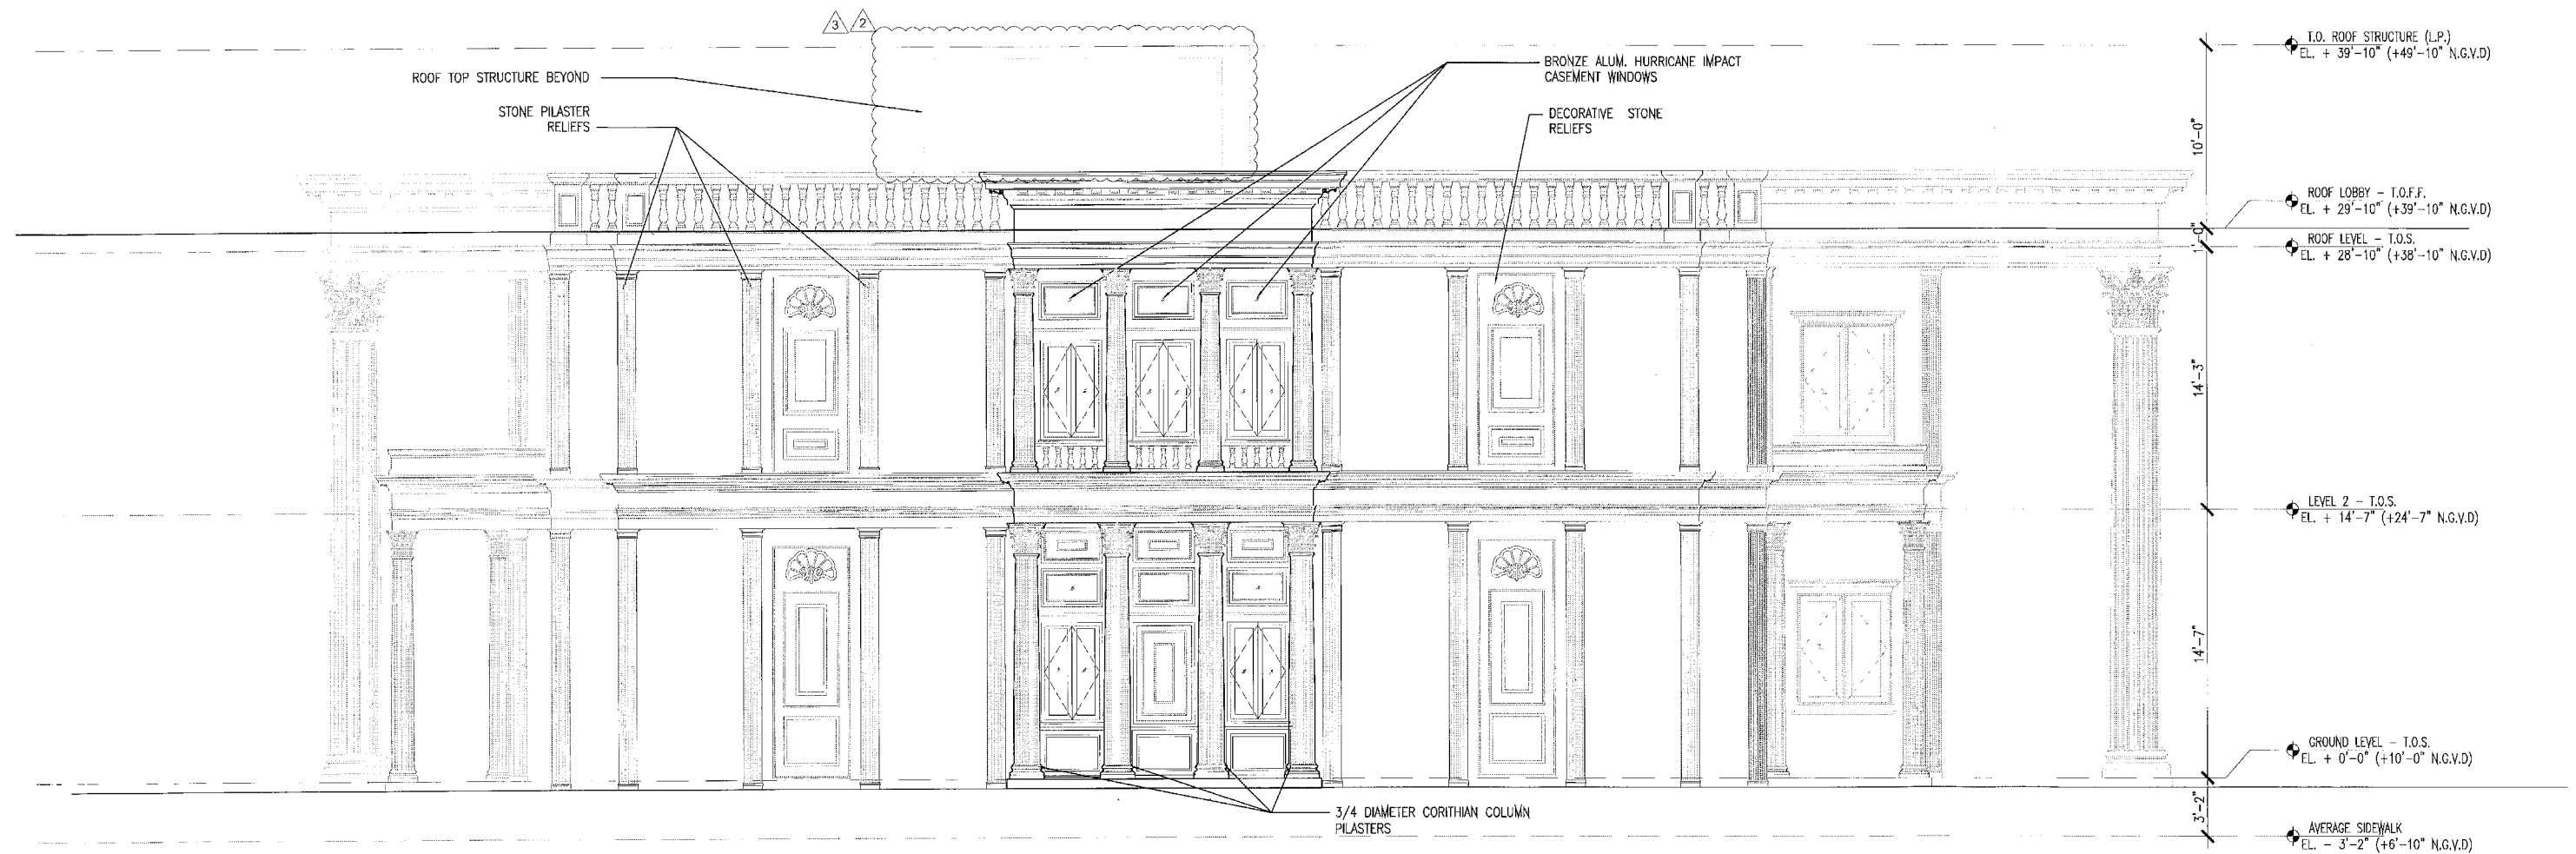 3 2
ROOF TOP STRUCTURE BEYOND
STONE PILASTER
RELIEFS
BRONZE ALUM. HURRICANE IMPACT
CASEMENT WINDOWS
DECORATIVE STONE
RELIEFS
T.O. ROOF STRUCTURE (L.P.)
EL. + 39'-10" (+49'-10" N.G.V.D)
10'-0"
ROOF LOBBY - T.O.F.F.
EL. + 29'-10" (+39'-10" N.G.V.D)
1'-0"
ROOF LEVEL - T.O.S.
EL. + 28'-10" (+38'-10" N.G.V.D)
14'-3"
LEVEL 2 - T.O.S.
EL. + 14'-7" (+24'-7" N.G.V.D)
14'-7"
GROUND LEVEL - T.O.S.
EL. + 0'-0" (+10'-0" N.G.V.D)
3'-2"
AVERAGE SIDEWALK
EL. - 3'-2" (+6'-10" N.G.V.D)
3/4 DIAMETER CORITHIAN COLUMN
PILASTERS